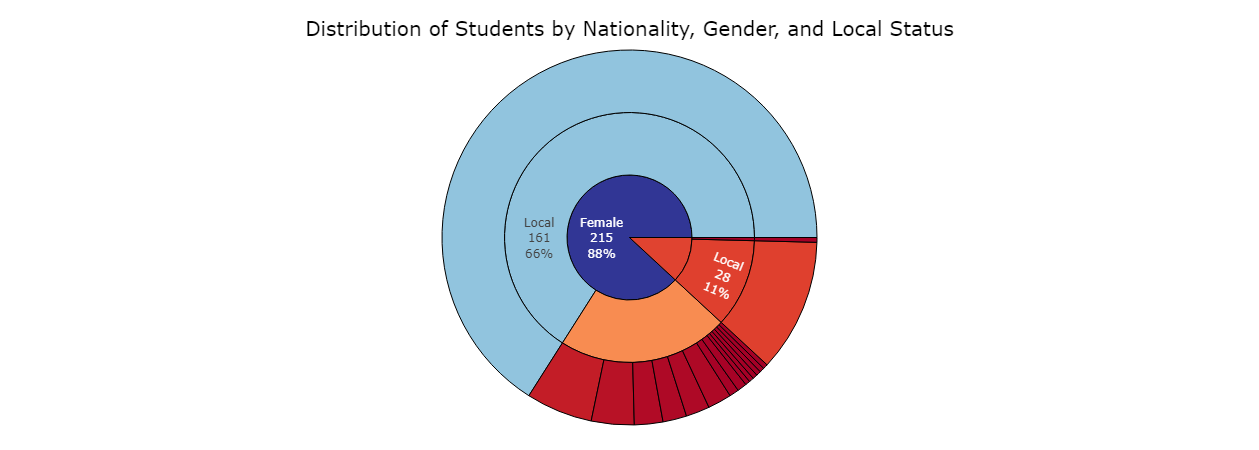 Distribution of Students by Nationality, Gender, and Local Status
Local
161
66%
Female
215
88%
Local
28
11%